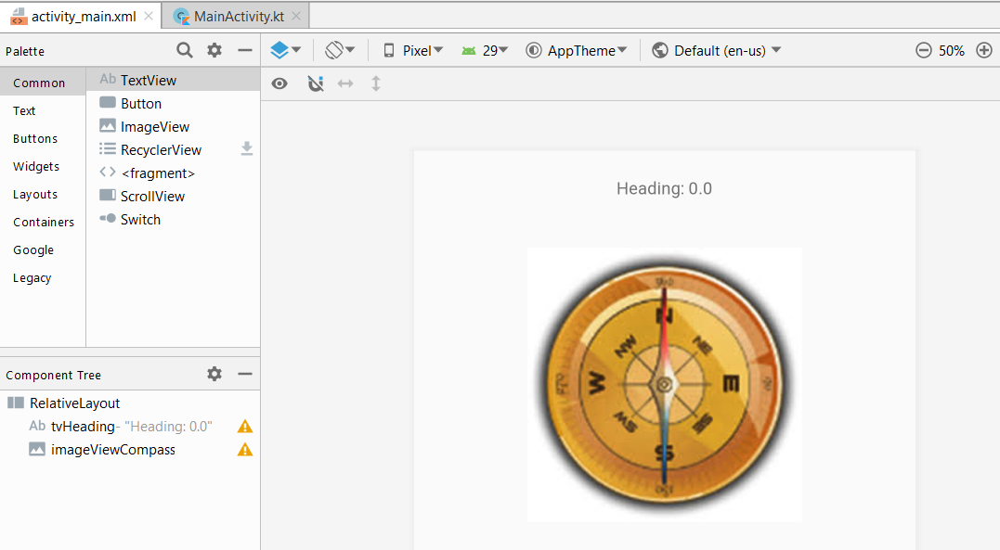 activity_main.xml
MainActivity.kt
Palette
Pixel
29
AppTheme
Default (en-us)
50%
Common
Text
Buttons
Widgets
Layouts
Containers
Google
Legacy
Ab TextView
Button
ImageView
RecyclerView
<fragment>
ScrollView
Switch
Component Tree
RelativeLayout
Ab tvHeading- "Heading: 0.0"
imageViewCompass
Heading: 0.0
N
NW
NE
W
E
SW
SE
S